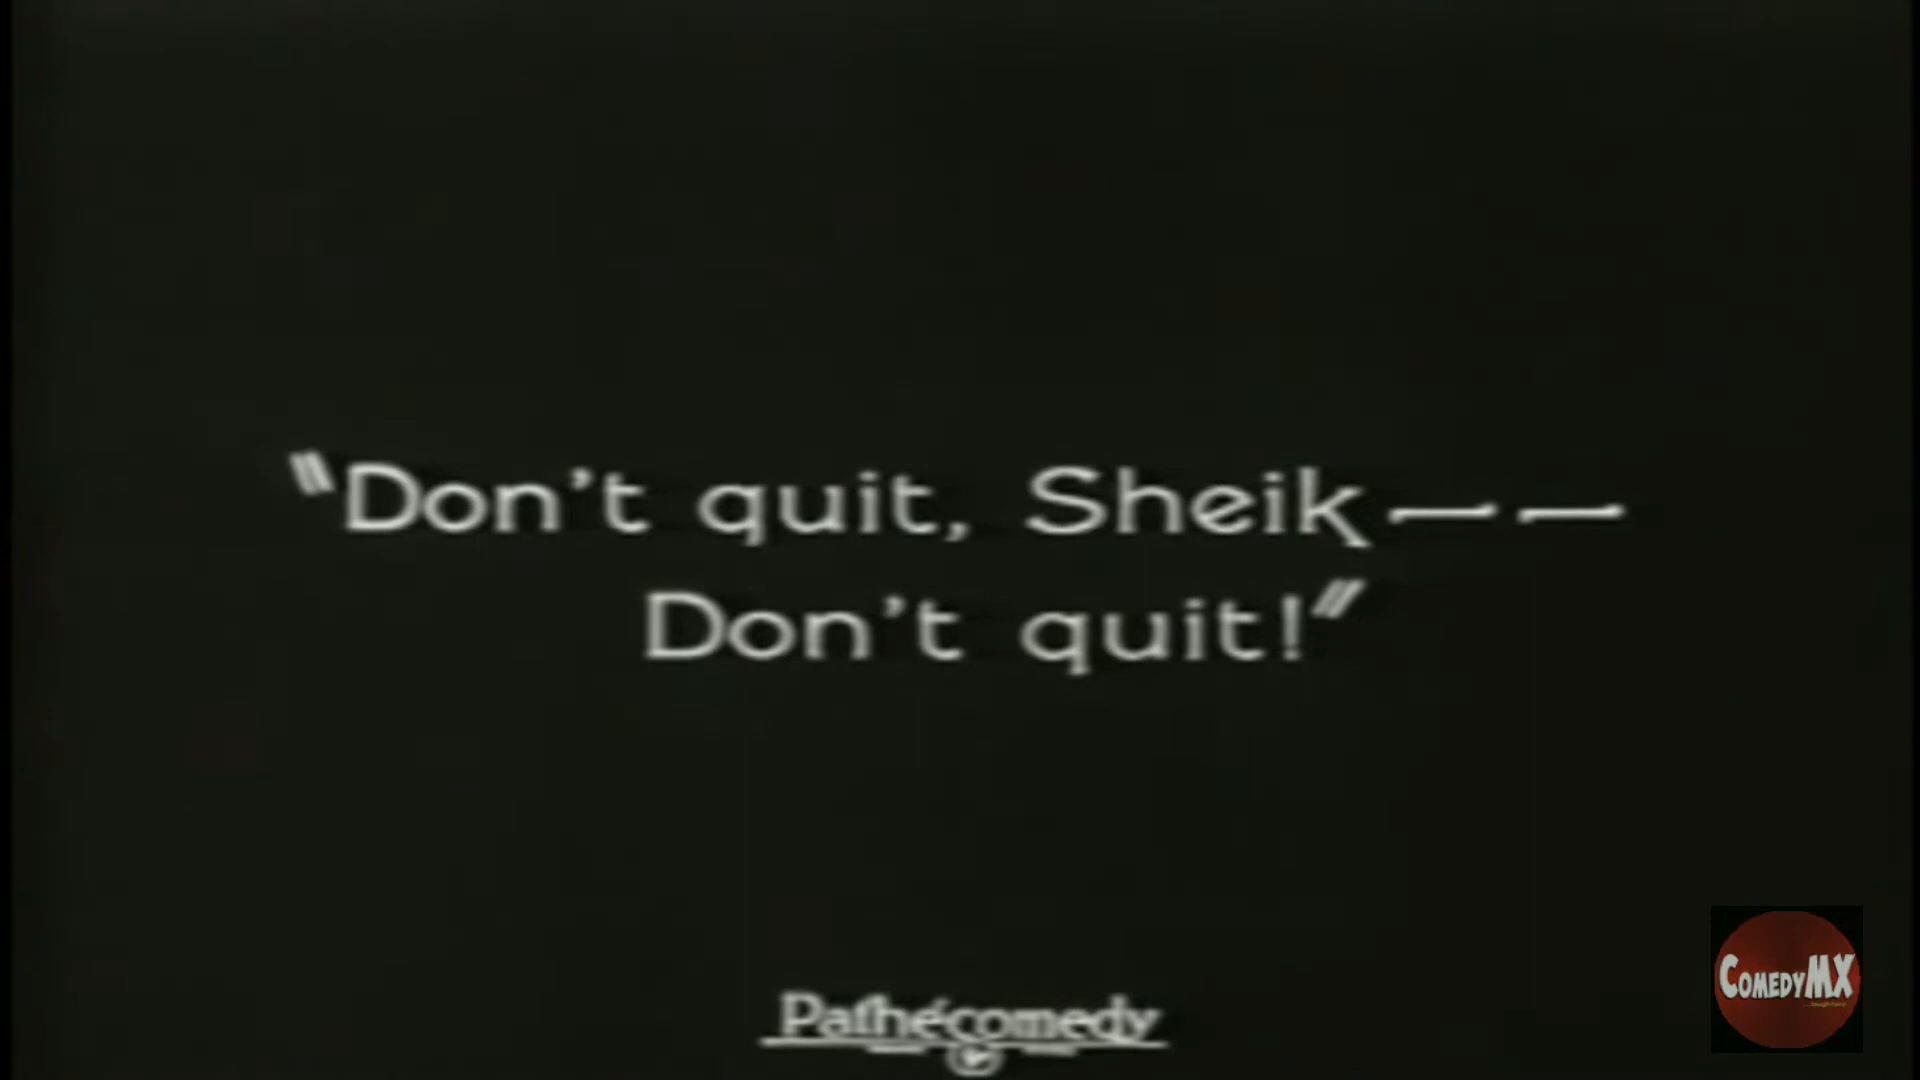 "Don't quit, Sheik——
Don't quit!"
Pathécomedy
COMEDYMX